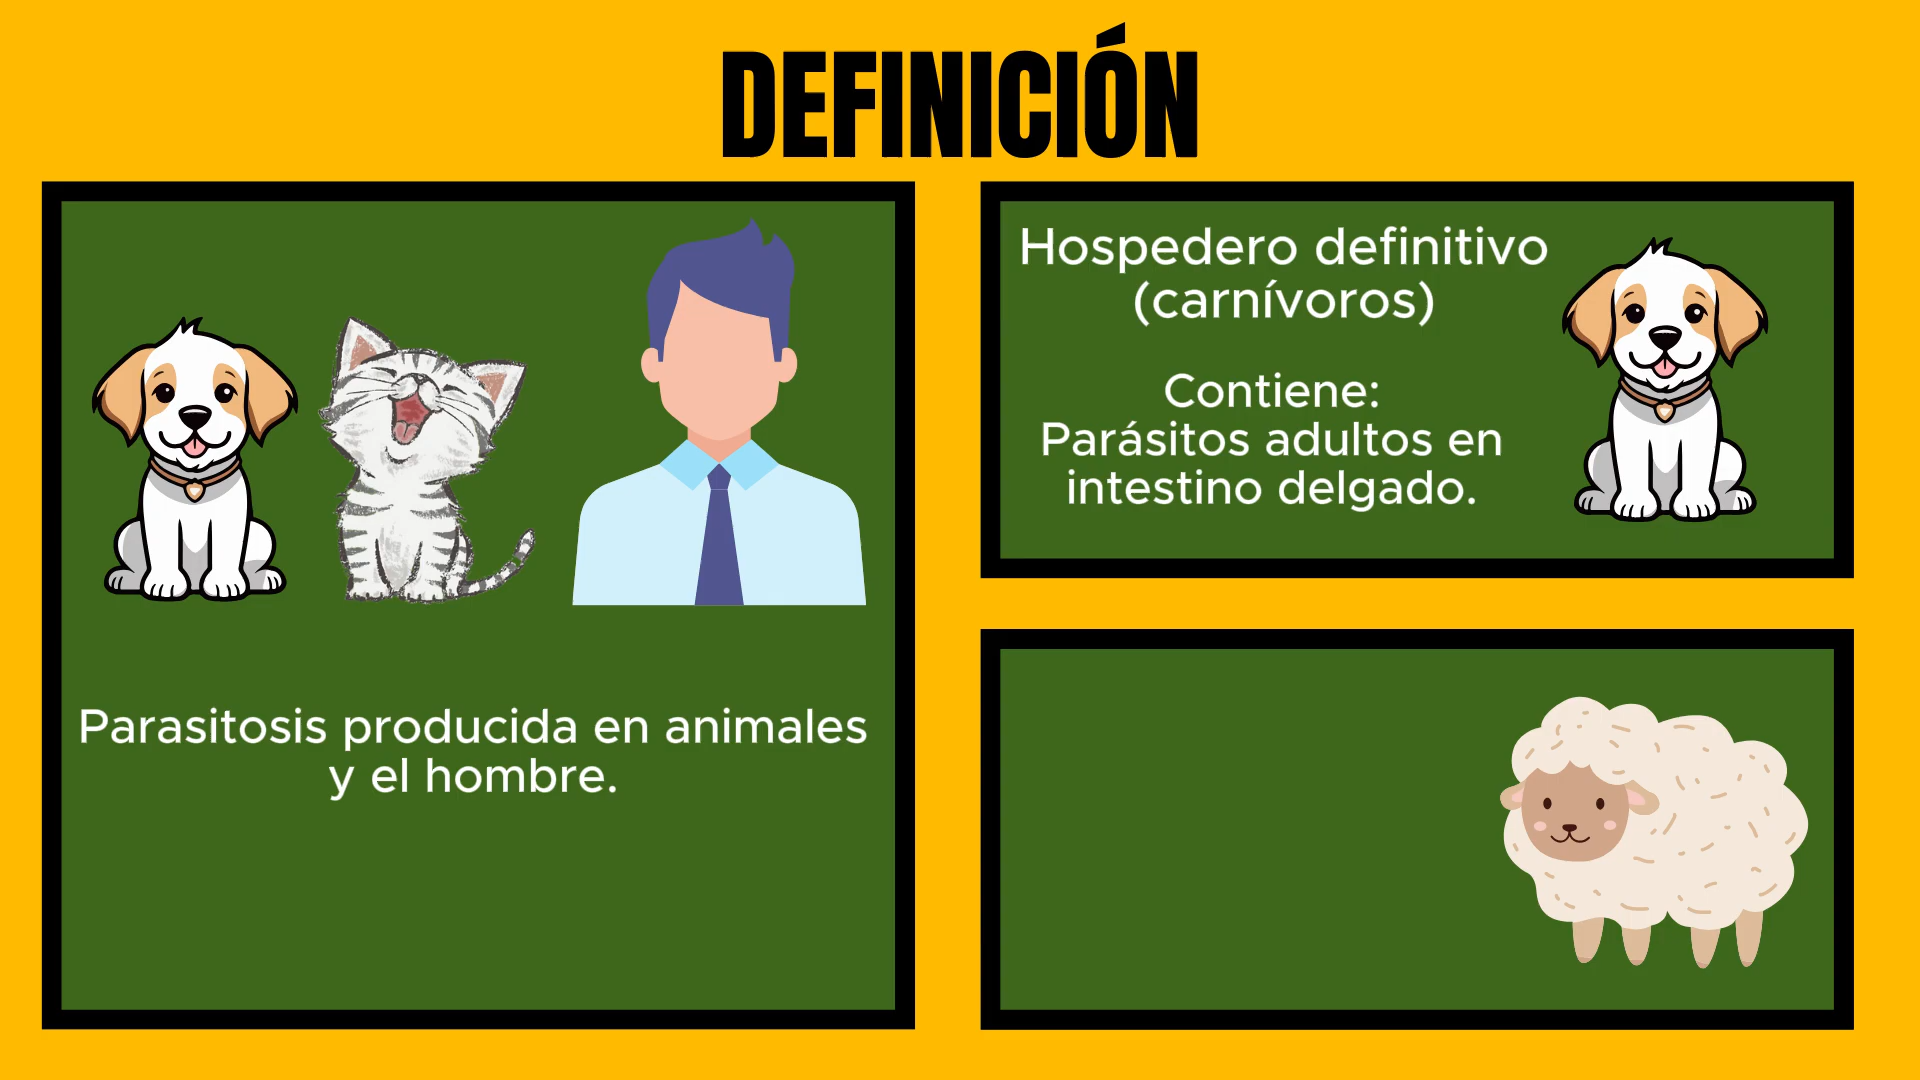 DEFINICIÓN
Parasitosis producida en animales
y el hombre.
Hospedero definitivo
(carnívoros)
Contiene:
Parásitos adultos en
intestino delgado.